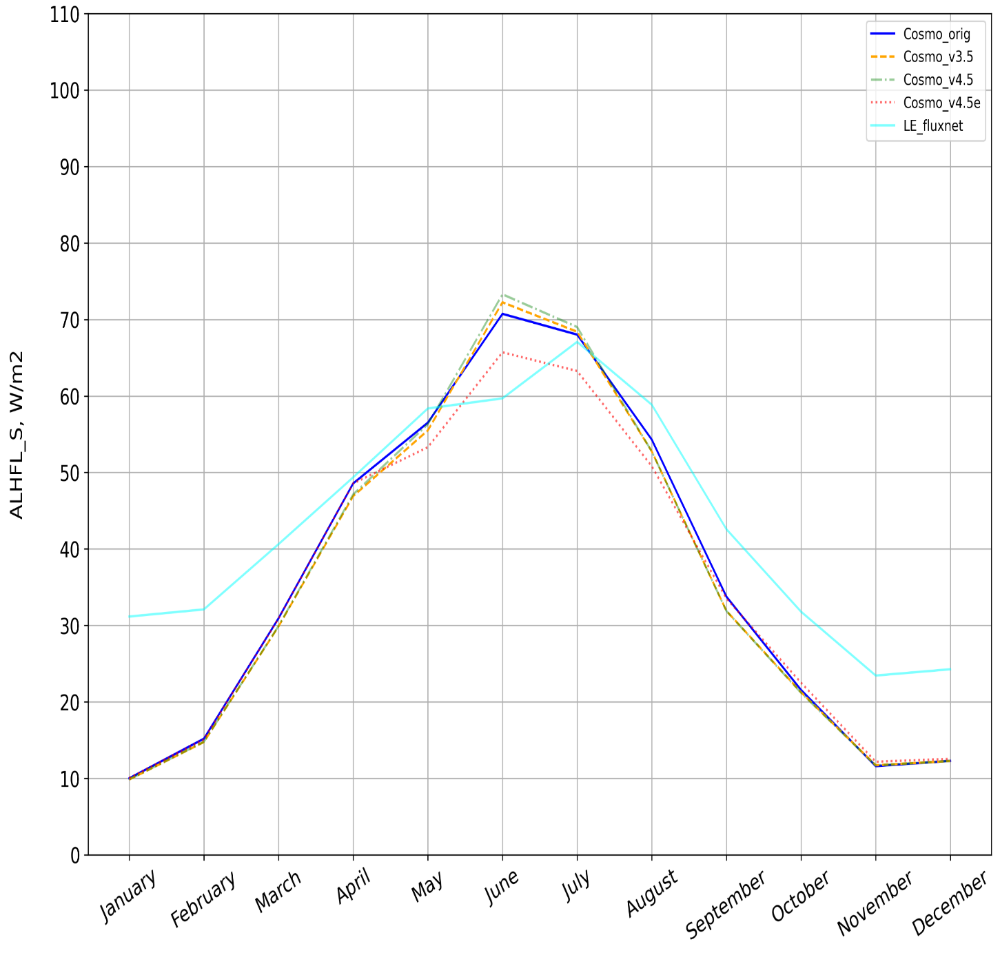 110
100
90
80
70
60
50
40
30
20
10
0
ALHFL_S, W/m2
Cosmo_orig
Cosmo_v3.5
Cosmo_v4.5
Cosmo_v4.5e
LE_fluxnet
January
February
March
April
May
June
July
August
September
October
November
December